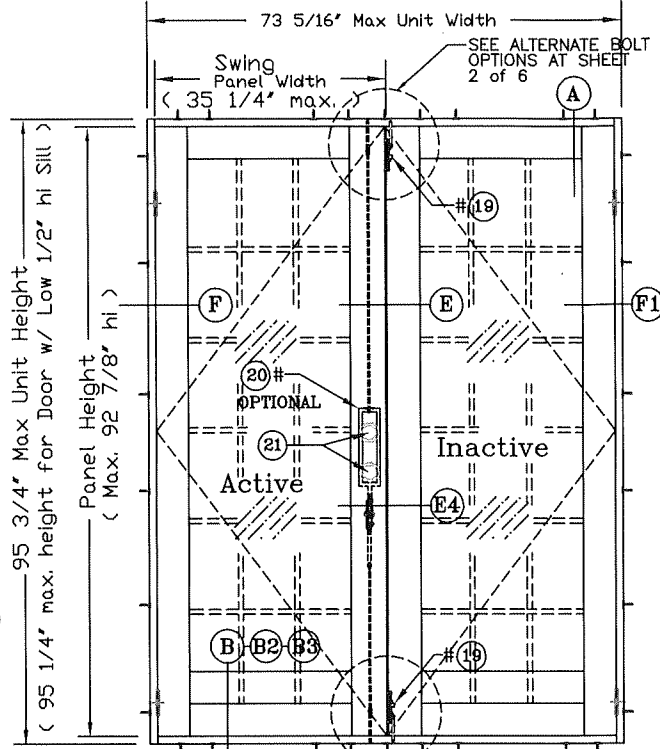 73 5/16" Max Unit Width
Swing
Panel Width
( 35 1/4" max. )
SEE ALTERNATE BOLT
OPTIONS AT SHEET
2 of 6
A
# 19
95 3/4" Max Unit Height
( 95 1/4" max. height for Door w/ Low 1/2" hi Sill )
Panel Height
( Max. 92 7/8" hi )
F
E
F1
20 #
OPTIONAL
21
Active
Inactive
E4
B B2 B3
# 19